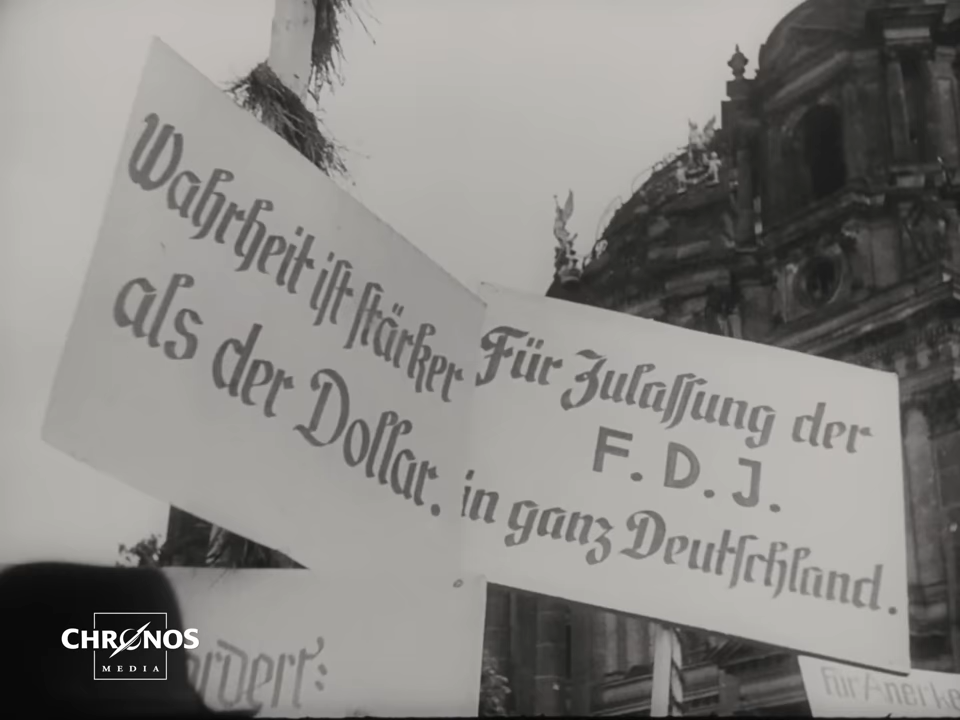 Wahrheit ist stärker
als der Dollar.
Für Zulassung der
F.D.J.
in ganz Deutschland.
CHRONOS
MEDIA